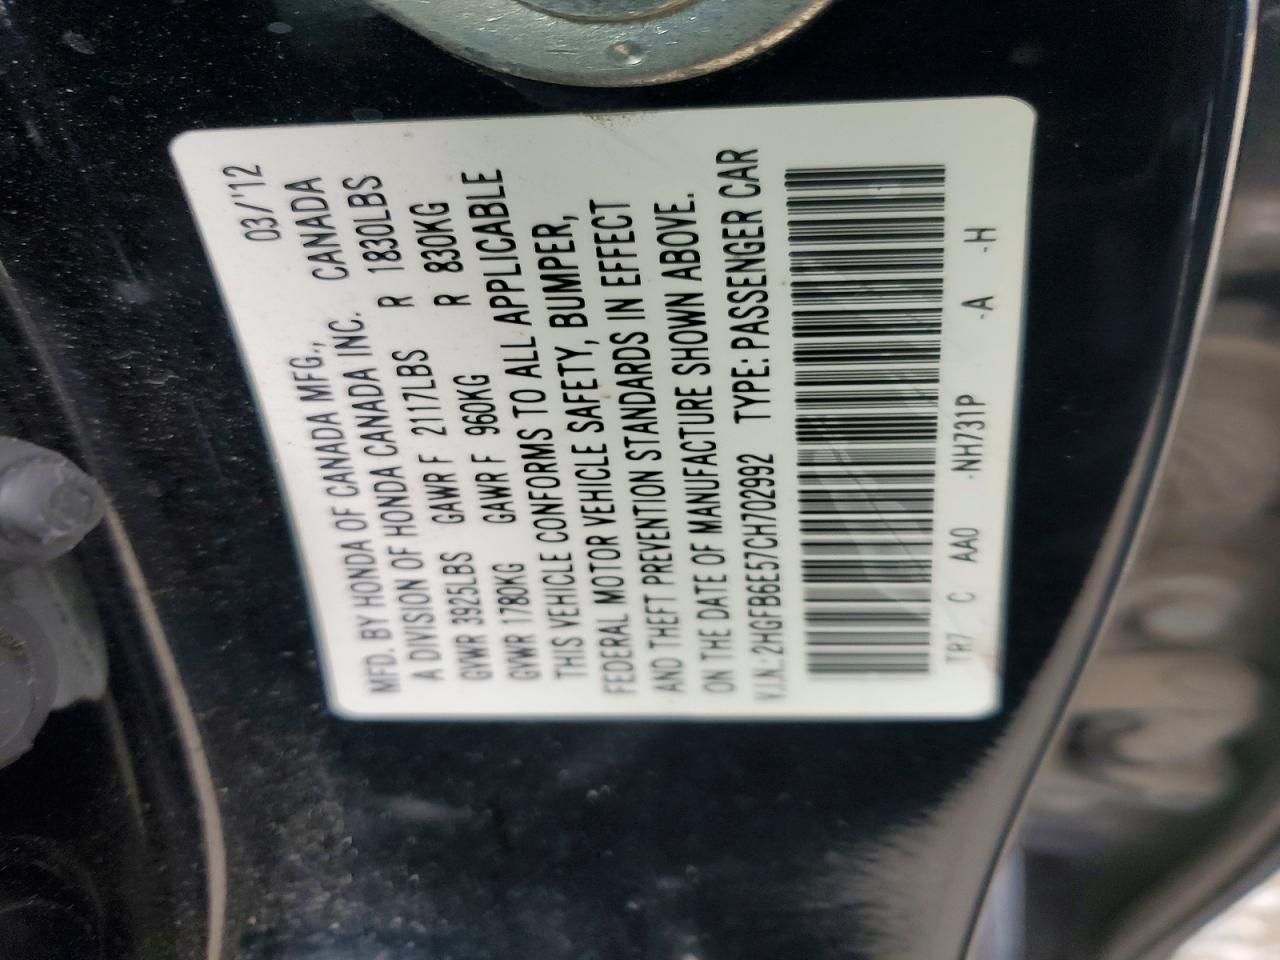 03/'12
MFD. BY HONDA OF CANADA MFG., CANADA
A DIVISION OF HONDA CANADA INC.
GVWR 3925LBS GAWR F 2117LBS R 1830LBS
GVWR 1780KG GAWR F 960KG R 830KG
THIS VEHICLE CONFORMS TO ALL APPLICABLE
FEDERAL MOTOR VEHICLE SAFETY, BUMPER,
AND THEFT PREVENTION STANDARDS IN EFFECT
ON THE DATE OF MANUFACTURE SHOWN ABOVE.
V.I.N.: 2HGFB6E57CH702992 TYPE: PASSENGER CAR
TR7 C AA0 -NH731P -A -H